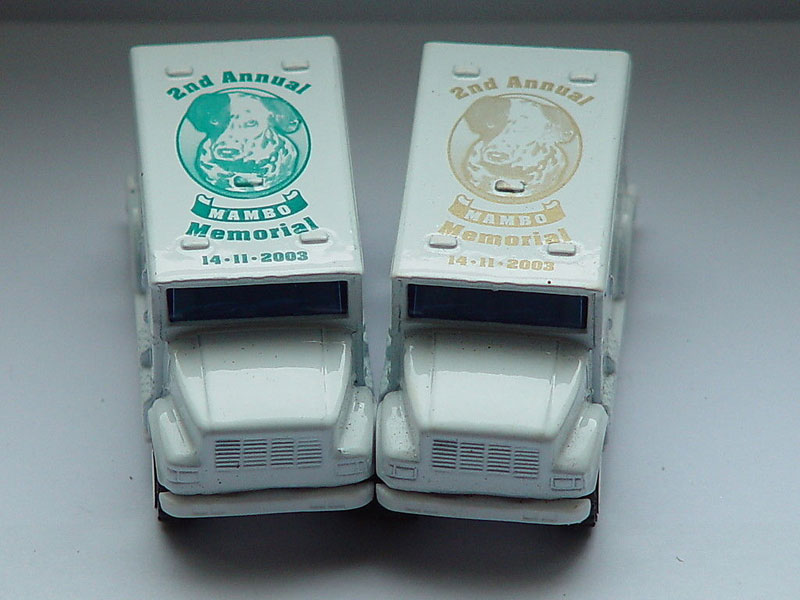 2nd Annual
MAMBO
Memorial
14-11-2003
2nd Annual
MAMBO
Memorial
14-11-2003